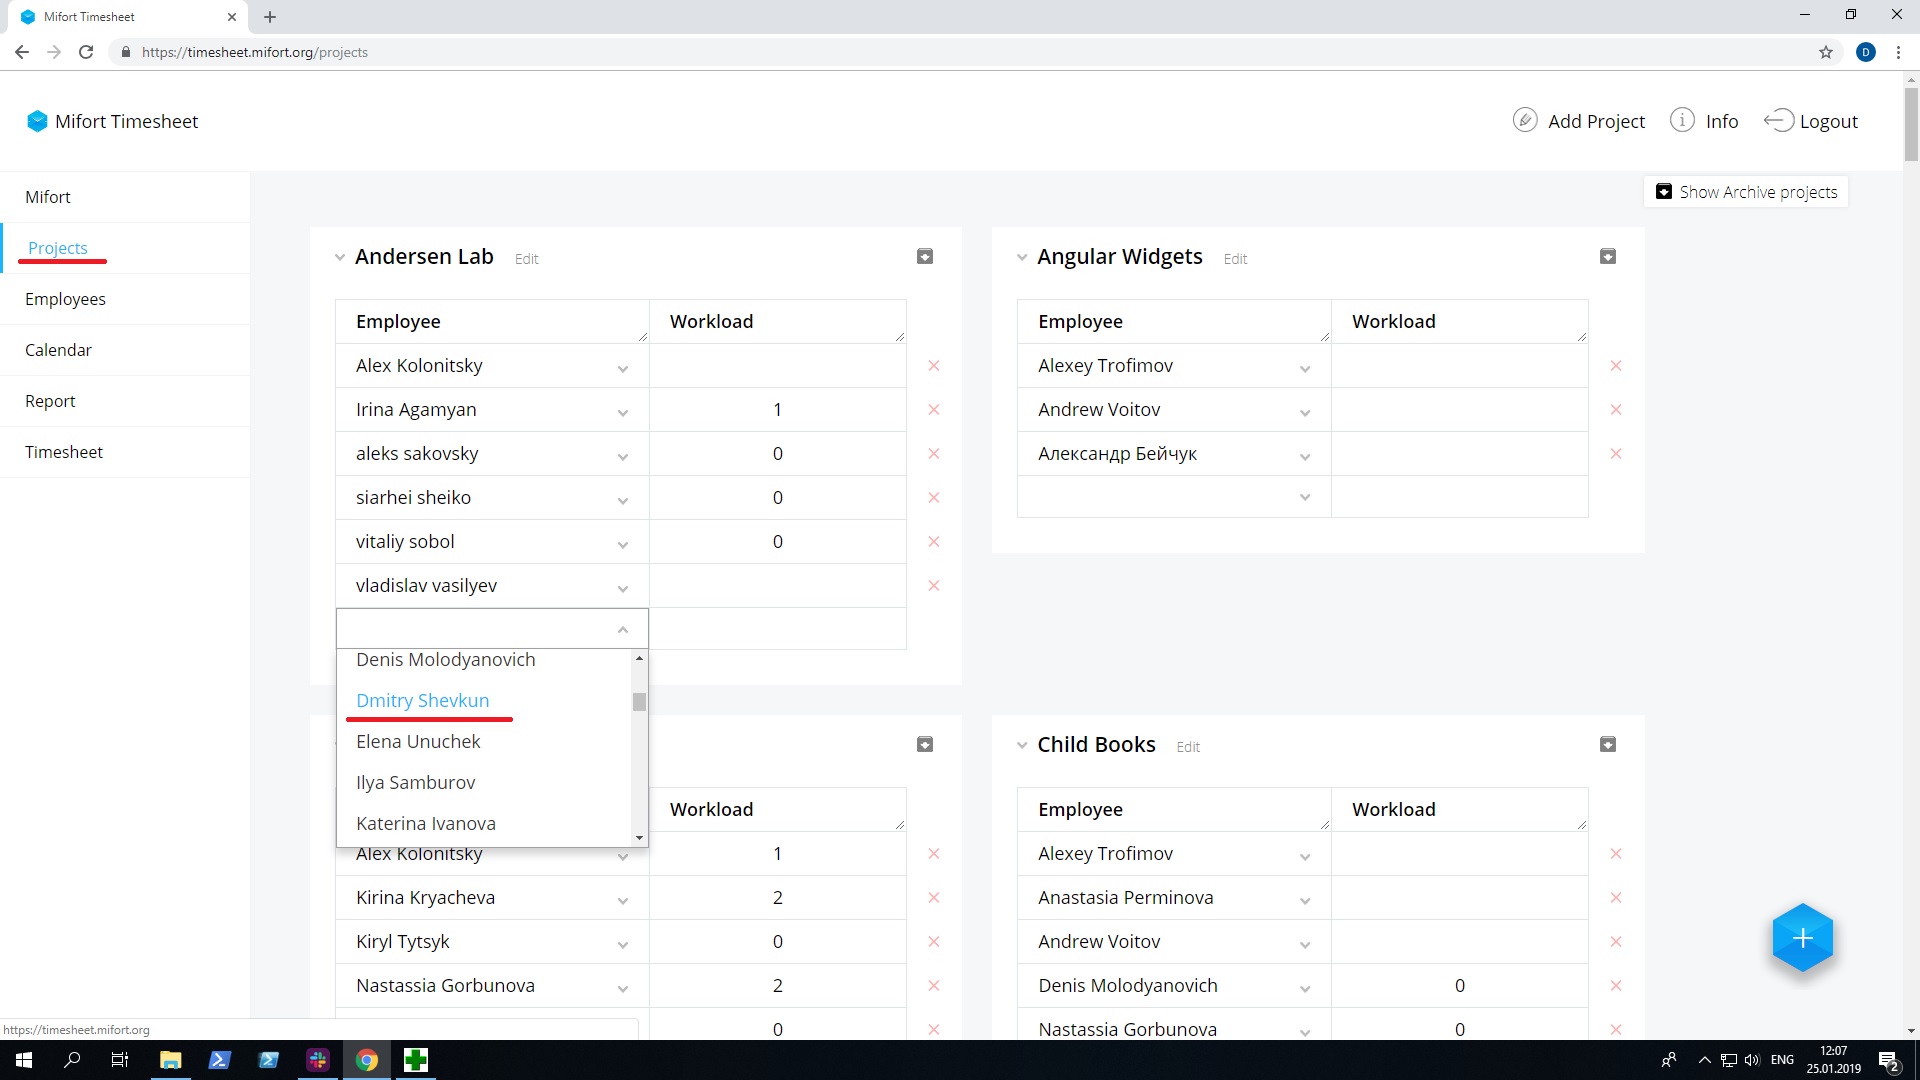 Mifort Timesheet
https://timesheet.mifort.org/projects
D
Mifort Timesheet
Add Project
Info
Logout
Mifort
Projects
Employees
Calendar
Report
Timesheet
Show Archive projects
Andersen Lab Edit
Employee Workload
Alex Kolonitsky
Irina Agamyan 1
aleks sakovsky 0
siarhei sheiko 0
vitaliy sobol 0
vladislav vasilyev
Denis Molodyanovich
Dmitry Shevkun
Elena Unuchek
Ilya Samburov
Katerina Ivanova
Angular Widgets Edit
Employee Workload
Alexey Trofimov
Andrew Voitov
Александр Бейчук
Workload
Alex Kolonitsky 1
Kirina Kryacheva 2
Kiryl Tytsyk 0
Nastassia Gorbunova 2
0
Child Books Edit
Employee Workload
Alexey Trofimov
Anastasia Perminova
Andrew Voitov
Denis Molodyanovich 0
Nastassia Gorbunova 0
https://timesheet.mifort.org
ENG
12:07
25.01.2019
2